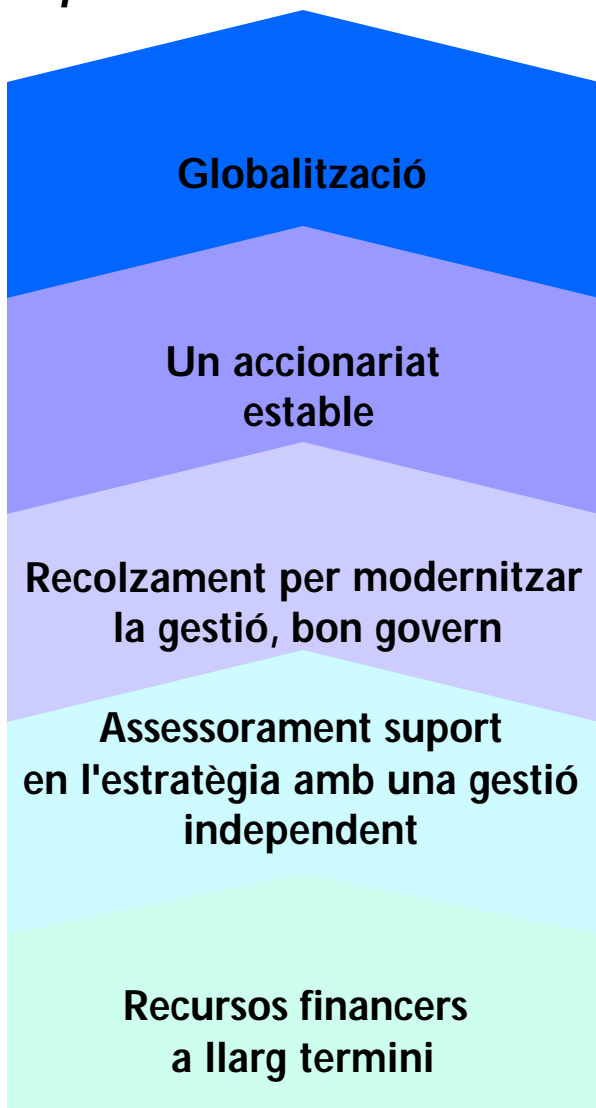 Globalització
Un accionariat
estable
Recolzament per modernitzar
la gestió, bon govern
Assessorament suport
en l'estratègia amb una gestió
independent
Recursos financers
a llarg termini